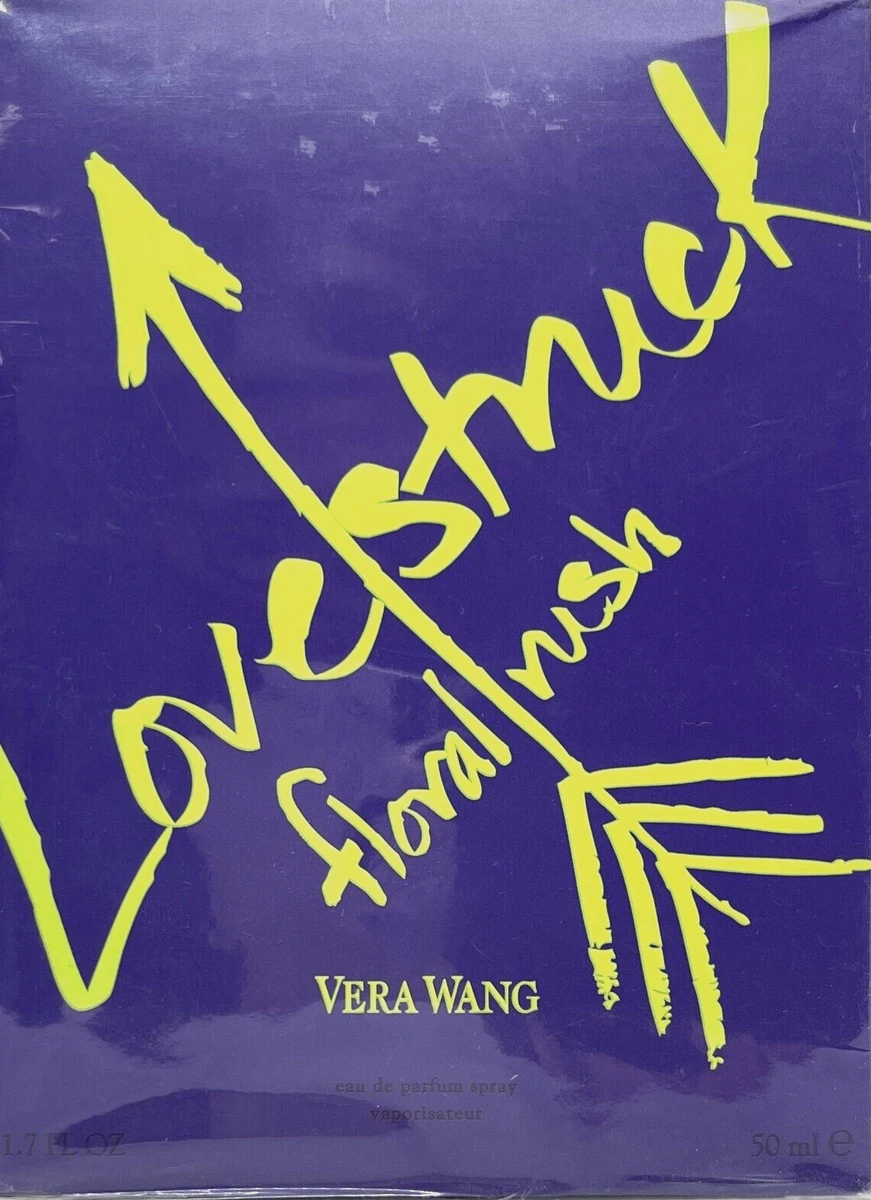 Lovestruck
floral rush
VERA WANG
eau de parfum spray
vaporisateur
1.7 FL OZ
50 ml ℮